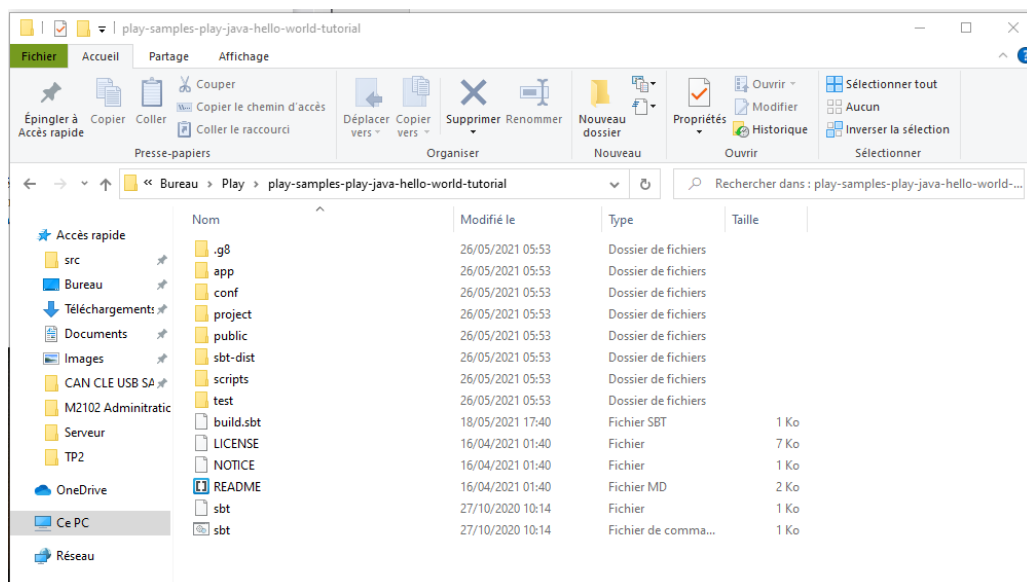 play-samples-play-java-hello-world-tutorial
Fichier Accueil Partage Affichage
Épingler à Accès rapide
Copier
Coller
Couper
Copier le chemin d'accès
Coller le raccourci
Presse-papiers
Déplacer vers
Copier vers
Supprimer
Renommer
Organiser
Nouveau dossier
Nouveau
Propriétés
Ouvrir
Modifier
Historique
Ouvrir
Sélectionner tout
Aucun
Inverser la sélection
Sélectionner
« Bureau > Play > play-samples-play-java-hello-world-tutorial
Rechercher dans : play-samples-play-java-hello-world-...
Accès rapide
src
Bureau
Téléchargements
Documents
Images
CAN CLE USB SA
M2102 Adminitratic
Serveur
TP2
OneDrive
Ce PC
Réseau
Nom Modifié le Type Taille
.g8 26/05/2021 05:53 Dossier de fichiers
app 26/05/2021 05:53 Dossier de fichiers
conf 26/05/2021 05:53 Dossier de fichiers
project 26/05/2021 05:53 Dossier de fichiers
public 26/05/2021 05:53 Dossier de fichiers
sbt-dist 26/05/2021 05:53 Dossier de fichiers
scripts 26/05/2021 05:53 Dossier de fichiers
test 26/05/2021 05:53 Dossier de fichiers
build.sbt 18/05/2021 17:40 Fichier SBT 1 Ko
LICENSE 16/04/2021 01:40 Fichier 7 Ko
NOTICE 16/04/2021 01:40 Fichier 1 Ko
README 16/04/2021 01:40 Fichier MD 2 Ko
sbt 27/10/2020 10:14 Fichier 1 Ko
sbt 27/10/2020 10:14 Fichier de comma... 1 Ko